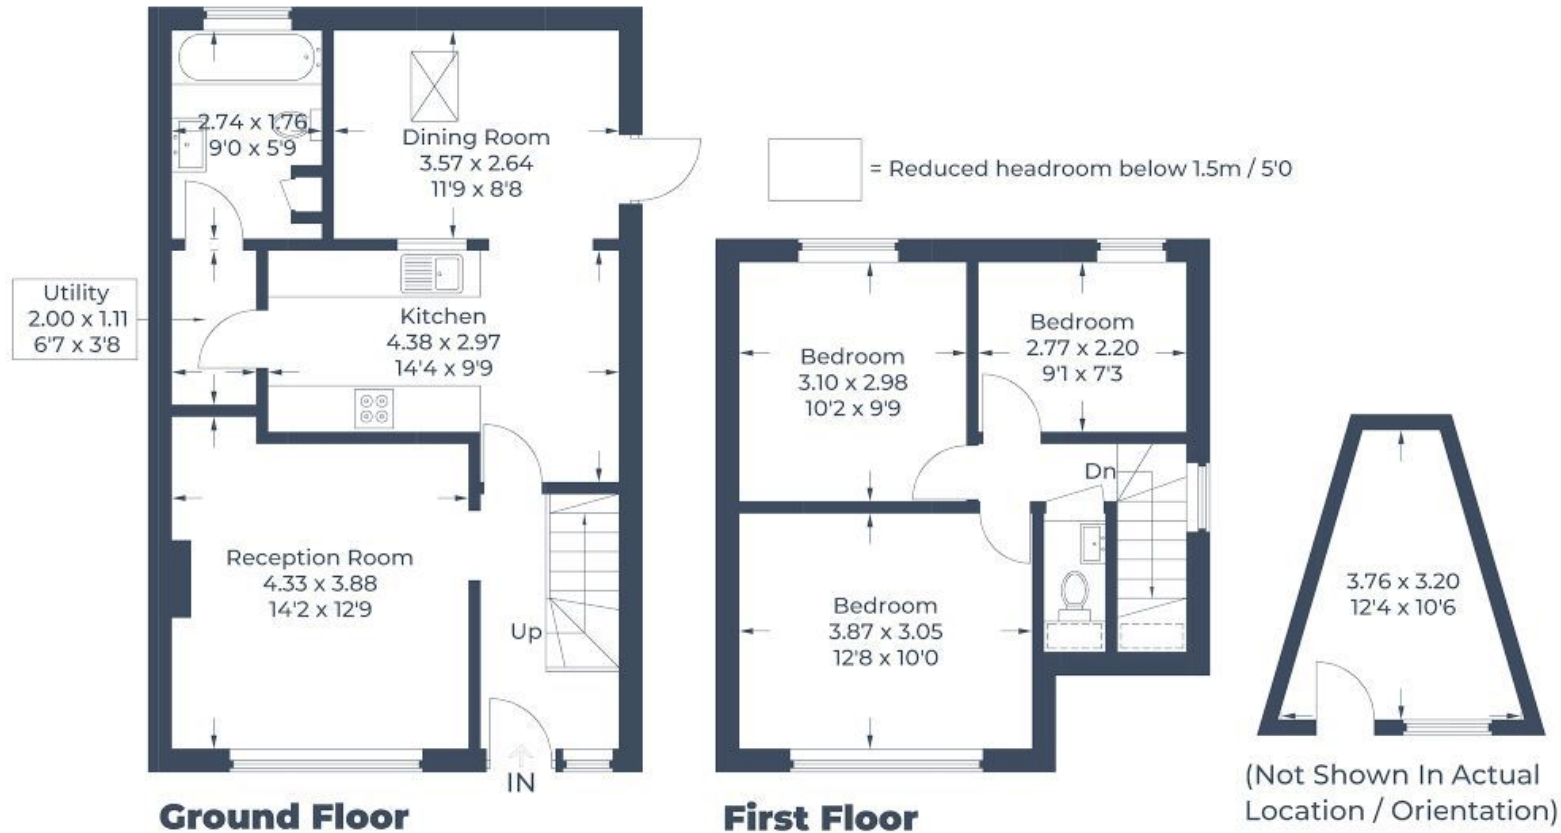 2.74 x 1.76
9'0 x 5'9
Dining Room
3.57 x 2.64
11'9 x 8'8
= Reduced headroom below 1.5m / 5'0
Utility
2.00 x 1.11
6'7 x 3'8
Kitchen
4.38 x 2.97
14'4 x 9'9
Reception Room
4.33 x 3.88
14'2 x 12'9
Up
IN
Ground Floor
Bedroom
3.10 x 2.98
10'2 x 9'9
Bedroom
2.77 x 2.20
9'1 x 7'3
Dn
Bedroom
3.87 x 3.05
12'8 x 10'0
First Floor
3.76 x 3.20
12'4 x 10'6
(Not Shown In Actual
Location / Orientation)